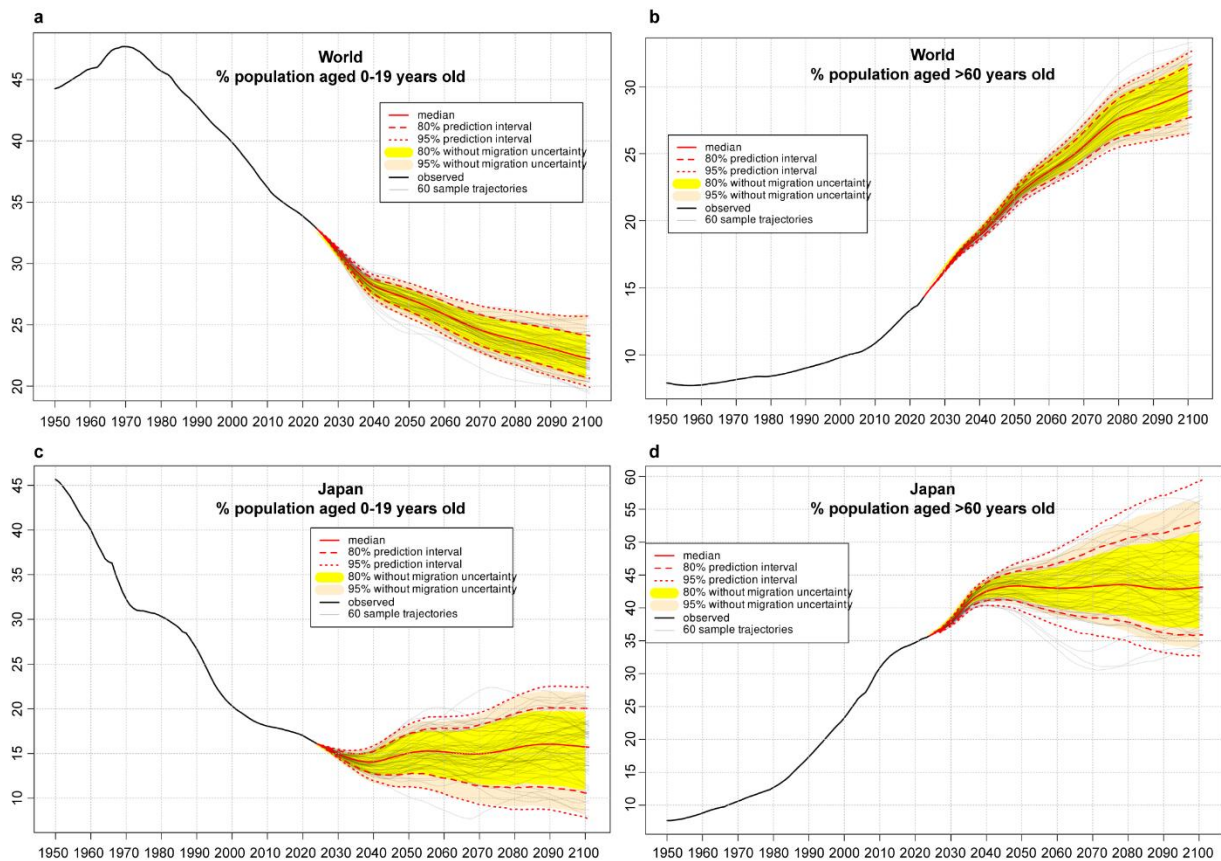 a
World
% population aged 0-19 years old
median
80% prediction interval
95% prediction interval
80% without migration uncertainty
95% without migration uncertainty
observed
60 sample trajectories
45
40
35
30
25
20
1950 1960 1970 1980 1990 2000 2010 2020 2030 2040 2050 2060 2070 2080 2090 2100
b
World
% population aged >60 years old
median
80% prediction interval
95% prediction interval
80% without migration uncertainty
95% without migration uncertainty
observed
60 sample trajectories
30
25
20
15
10
1950 1960 1970 1980 1990 2000 2010 2020 2030 2040 2050 2060 2070 2080 2090 2100
c
Japan
% population aged 0-19 years old
median
80% prediction interval
95% prediction interval
80% without migration uncertainty
95% without migration uncertainty
observed
60 sample trajectories
45
40
35
30
25
20
15
10
1950 1960 1970 1980 1990 2000 2010 2020 2030 2040 2050 2060 2070 2080 2090 2100
d
Japan
% population aged >60 years old
median
80% prediction interval
95% prediction interval
80% without migration uncertainty
95% without migration uncertainty
observed
60 sample trajectories
60
55
50
45
40
35
30
25
20
15
10
1950 1960 1970 1980 1990 2000 2010 2020 2030 2040 2050 2060 2070 2080 2090 2100